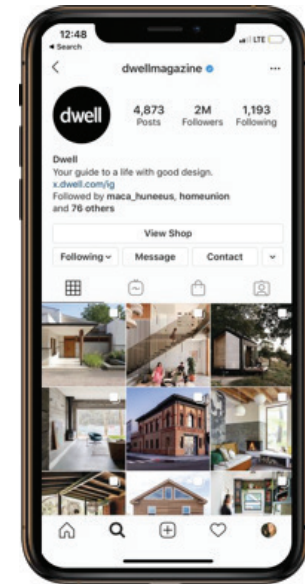 12:48
LTE
Search
dwellmagazine
dwell
4,873
Posts
2M
Followers
1,193
Following
Dwell
Your guide to a life with good design.
x.dwell.com/ig
Followed by maca_huneeus, homeunion
and 76 others
View Shop
Following
Message
Contact